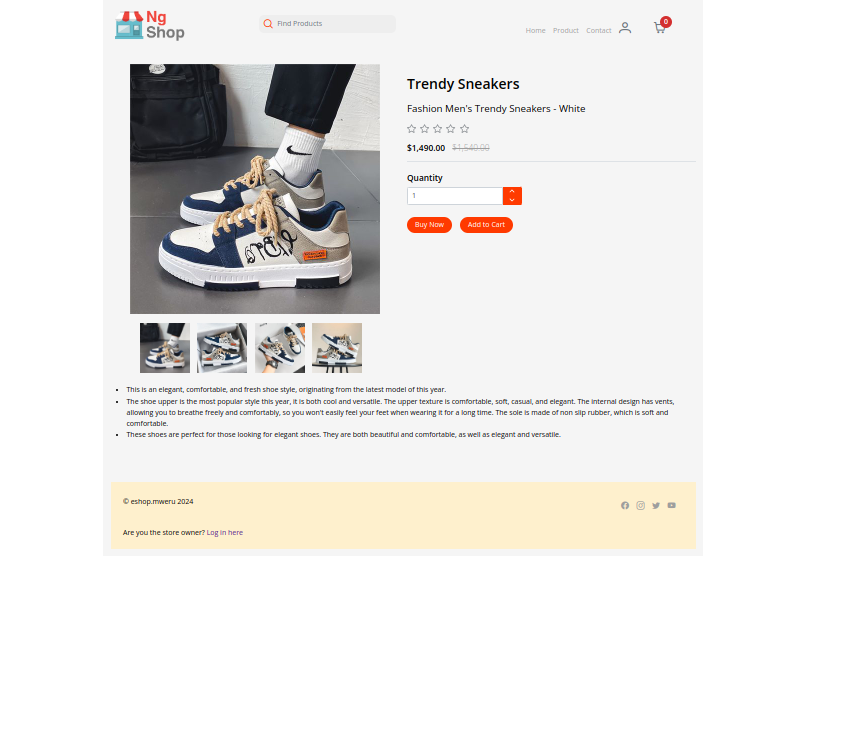 Ng
Shop
Find Products
Home Product Contact
0
Trendy Sneakers
Fashion Men's Trendy Sneakers - White
$1,490.00 $1,540.00
Quantity
1
Buy Now Add to Cart
This is an elegant, comfortable, and fresh shoe style, originating from the latest model of this year.
The shoe upper is the most popular style this year, it is both cool and versatile. The upper texture is comfortable, soft, casual, and elegant. The internal design has vents,
allowing you to breathe freely and comfortably, so you won't easily feel your feet when wearing it for a long time. The sole is made of non slip rubber, which is soft and
comfortable.
These shoes are perfect for those looking for elegant shoes. They are both beautiful and comfortable, as well as elegant and versatile.
© eshop.mweru 2024
Are you the store owner? Log in here